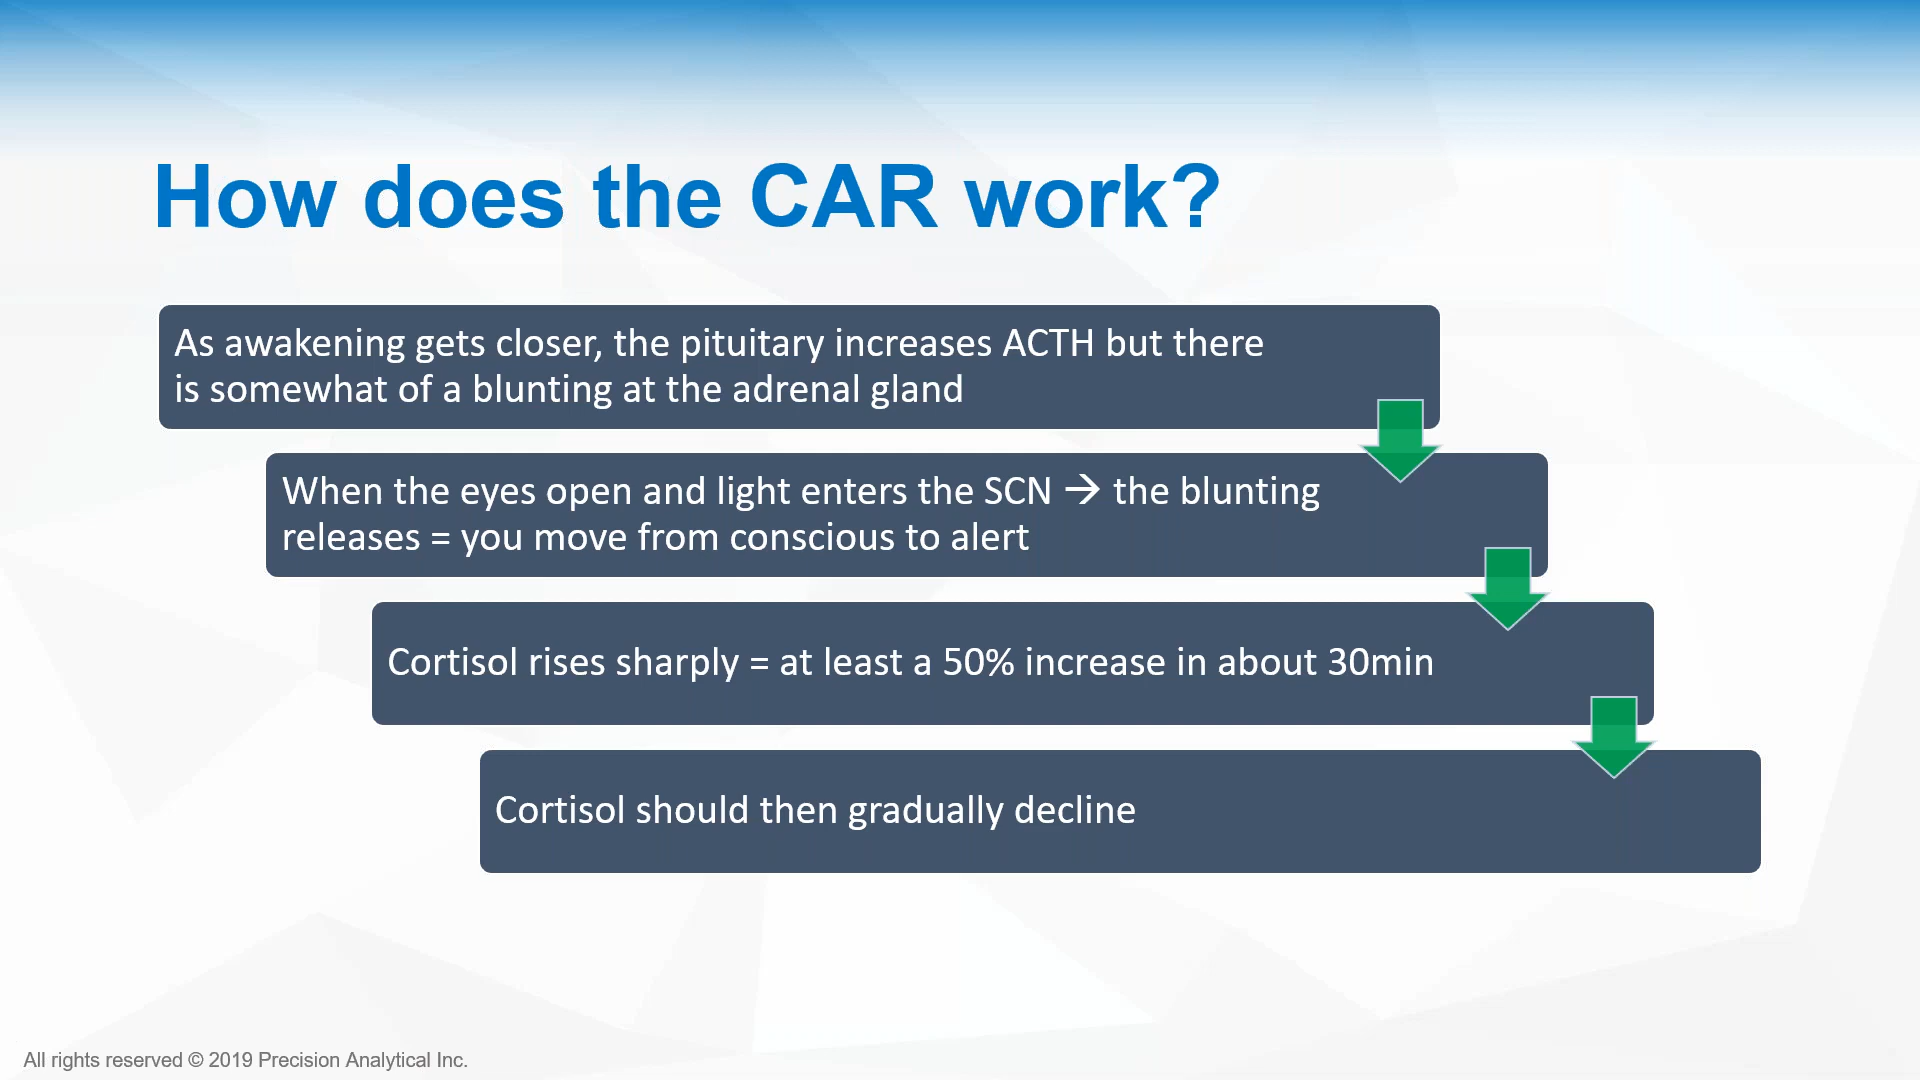 How does the CAR work?
As awakening gets closer, the pituitary increases ACTH but there
is somewhat of a blunting at the adrenal gland
When the eyes open and light enters the SCN → the blunting
releases = you move from conscious to alert
Cortisol rises sharply = at least a 50% increase in about 30min
Cortisol should then gradually decline
All rights reserved © 2019 Precision Analytical Inc.